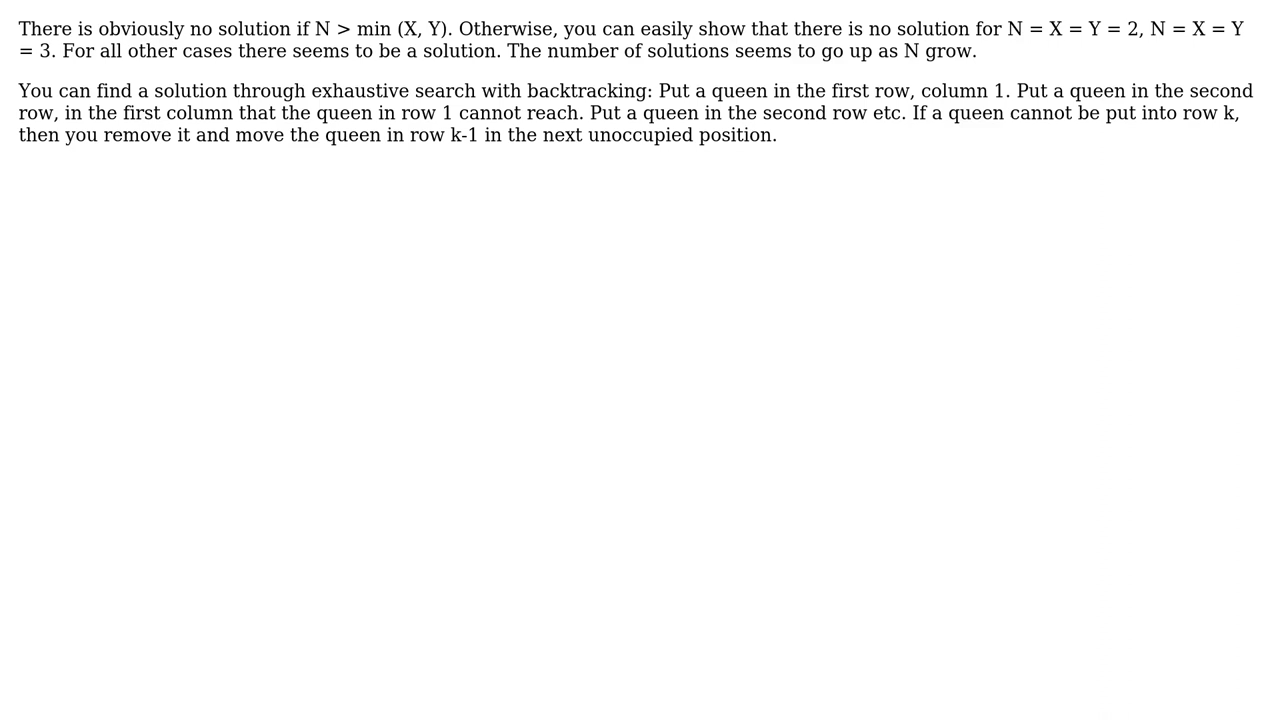 There is obviously no solution if N > min (X, Y). Otherwise, you can easily show that there is no solution for N = X = Y = 2, N = X = Y
= 3. For all other cases there seems to be a solution. The number of solutions seems to go up as N grow.
You can find a solution through exhaustive search with backtracking: Put a queen in the first row, column 1. Put a queen in the second
row, in the first column that the queen in row 1 cannot reach. Put a queen in the second row etc. If a queen cannot be put into row k,
then you remove it and move the queen in row k-1 in the next unoccupied position.